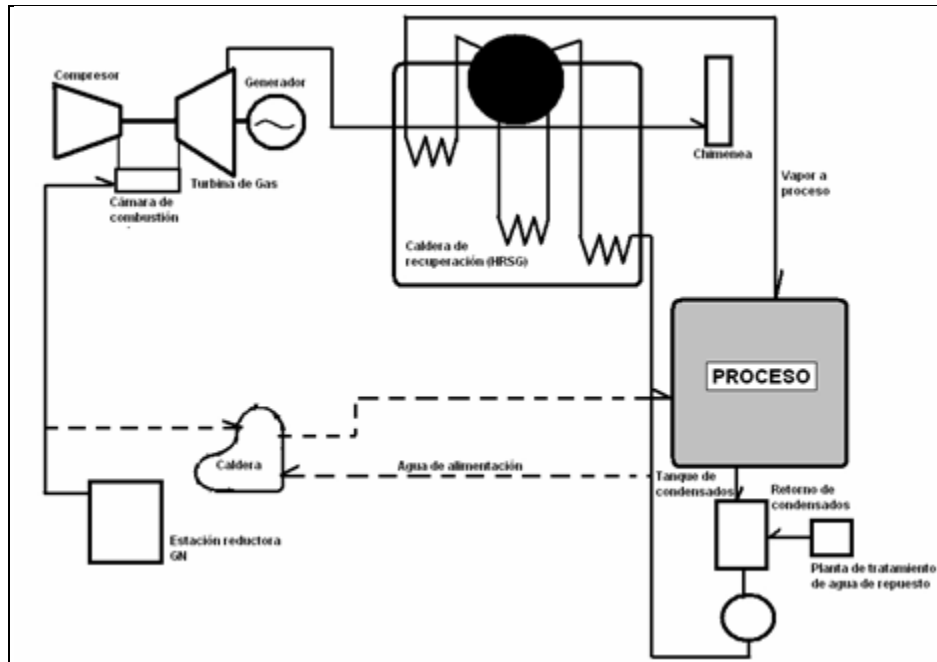 Compresor
Generador
Turbina de Gas
Cámara de
combustión
Chimenea
Vapor a
proceso
Caldera de
recuperación (HRSG)
PROCESO
Caldera
Agua de alimentación
Tanque de
condensados
Retorno de
condensados
Estación reductora
GN
Planta de tratamiento
de agua de repuesto